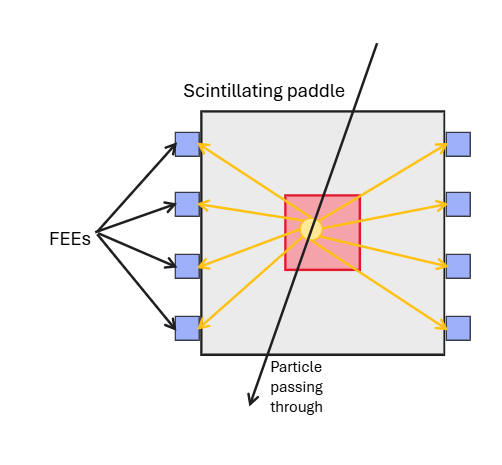 Scintillating paddle
FEEs
Particle
passing
through